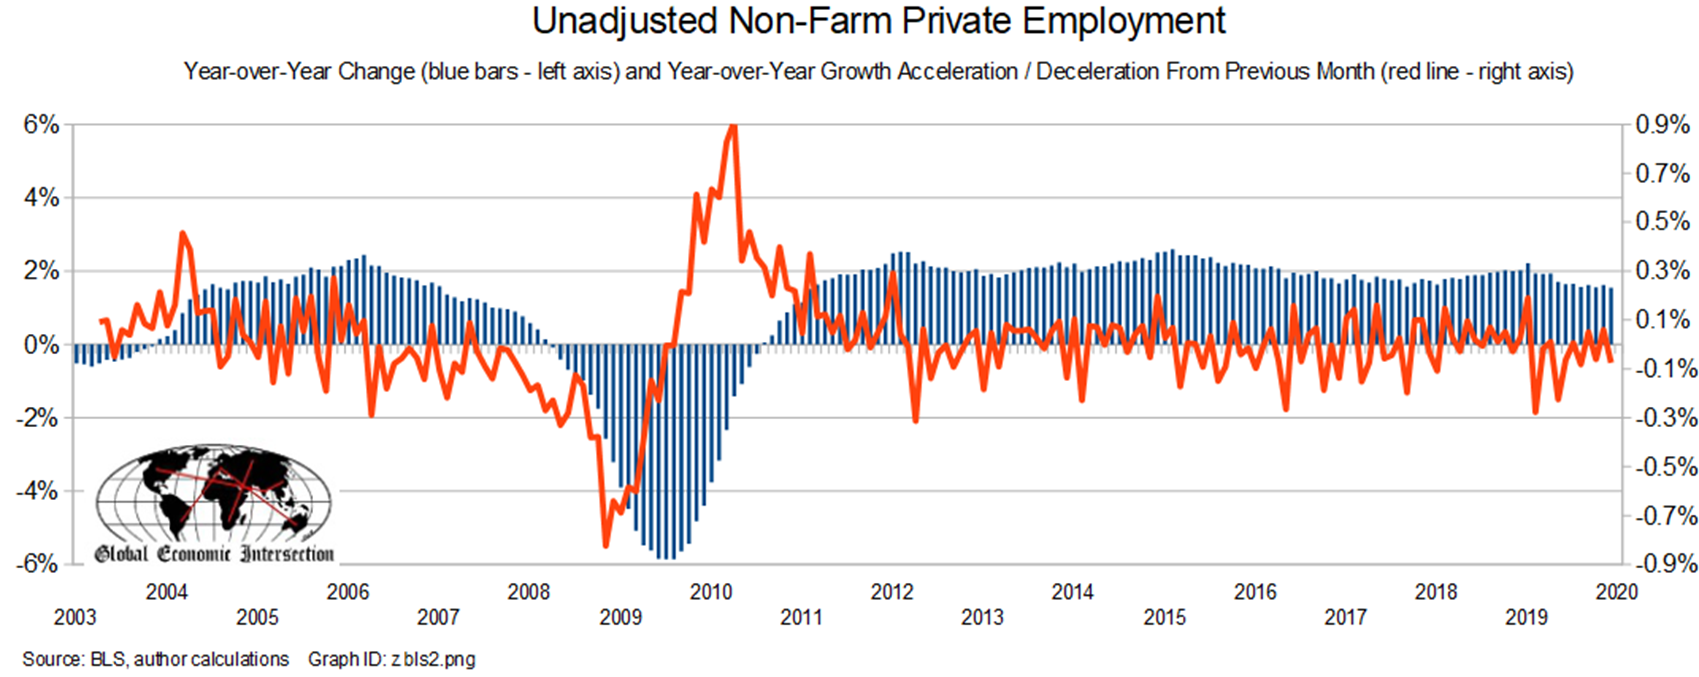 Unadjusted Non-Farm Private Employment
Year-over-Year Change (blue bars - left axis) and Year-over-Year Growth Acceleration / Deceleration From Previous Month (red line - right axis)
6% 0.9%
0.7%
4%
0.5%
2% 0.3%
0.1%
0%
-0.1%
-2% -0.3%
-0.5%
-4%
-0.7%
Global Economic Intersection
-6% -0.9%
2004 2006 2008 2010 2012 2014 2016 2018 2020
2003 2005 2007 2009 2011 2013 2015 2017 2019
Source: BLS, author calculations Graph ID: z bls2.png